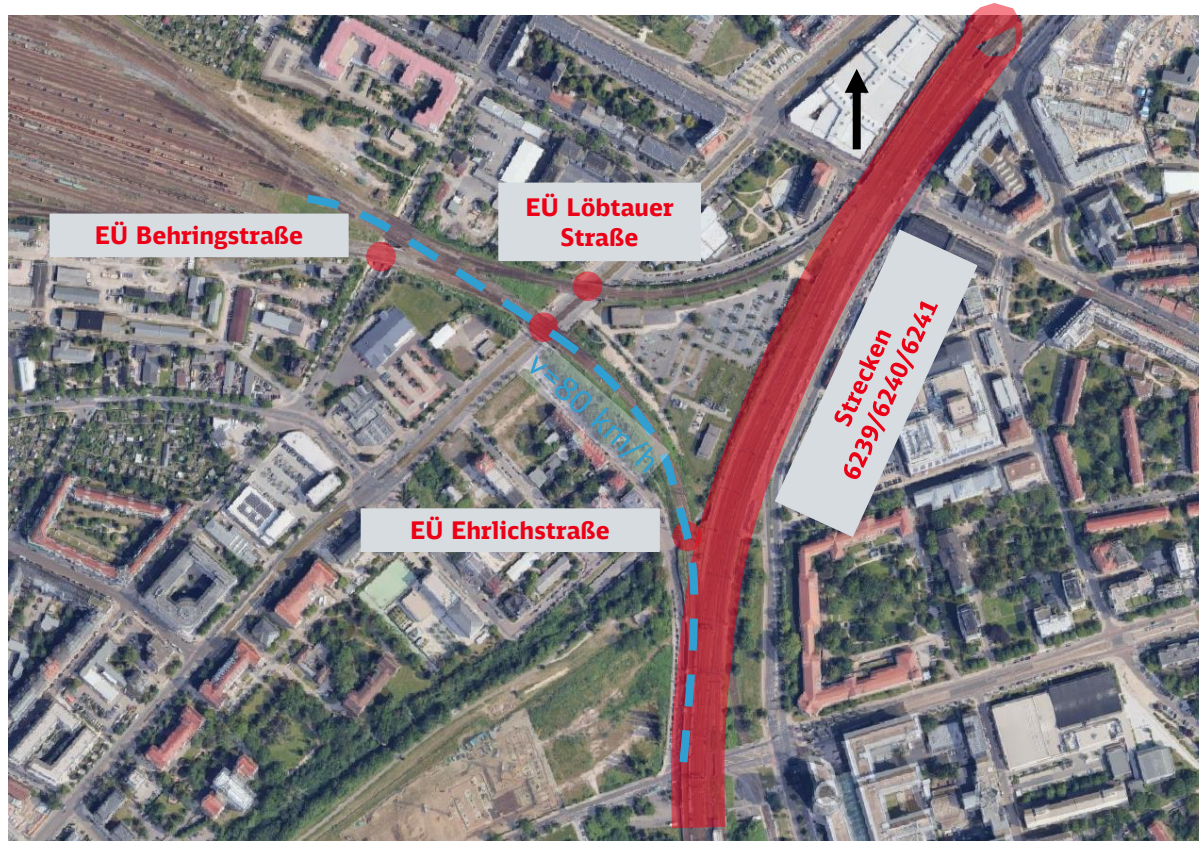 EÜ Behringstraße
EÜ Löbtauer
Straße
v=80 km/h
EÜ Ehrlichstraße
Strecken
6239/6240/6241